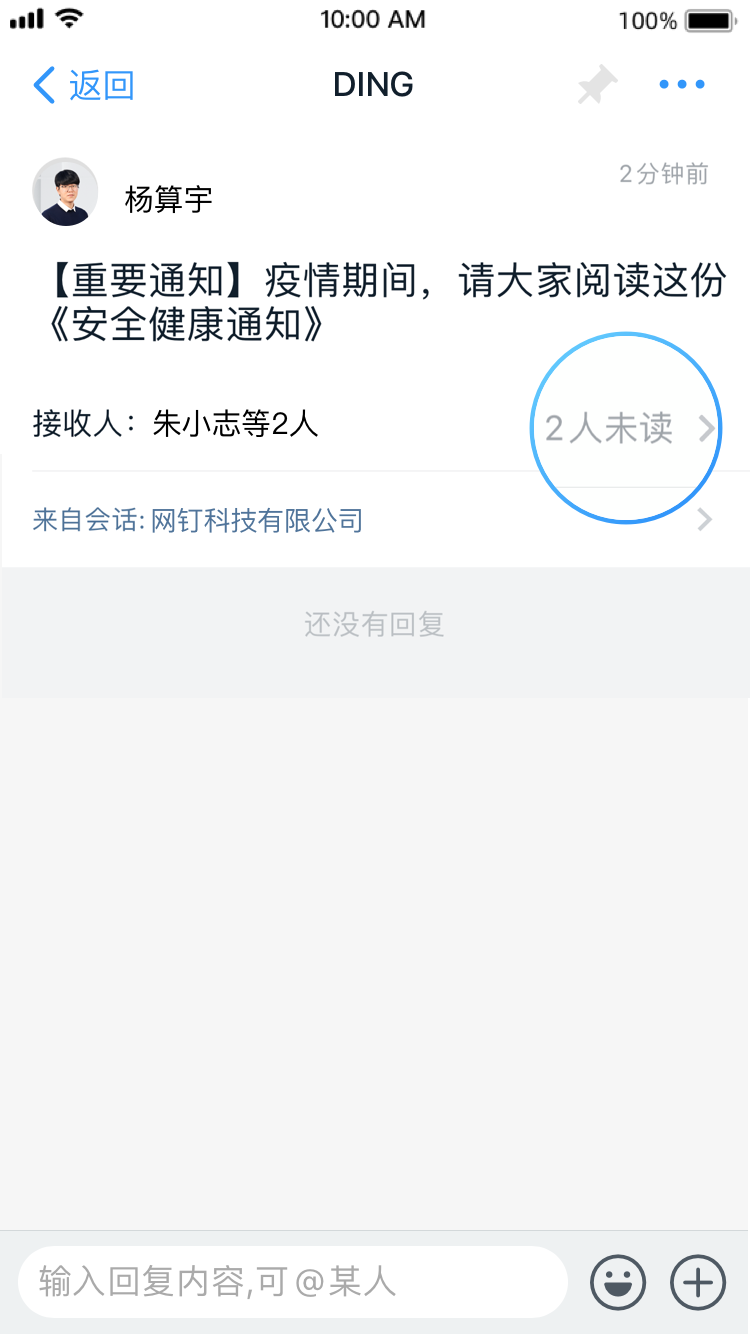 10:00 AM
100%
返回
DING
杨算宇
2分钟前
【重要通知】疫情期间，请大家阅读这份
《安全健康通知》
接收人：朱小志等2人
2人未读
来自会话:网钉科技有限公司
还没有回复
输入回复内容,可@某人